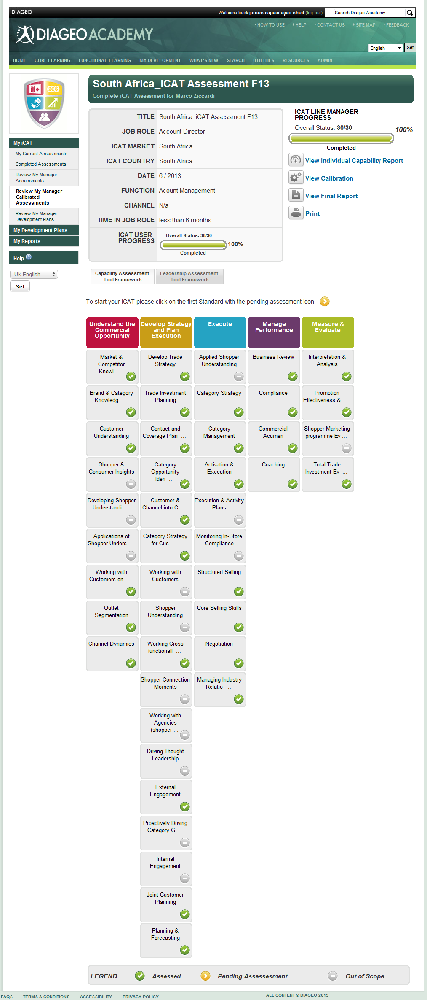 DIAGEO
Welcome back james capacitação sheil (log-out)
Search Diageo Academy...
HOW TO USE
HELP
CONTACT US
SITE MAP
FEEDBACK
DIAGEO ACADEMY
English
Set
HOME
CORE LEARNING
FUNCTIONAL LEARNING
MY DEVELOPMENT
WHAT'S NEW
SEARCH
UTILITIES
RESOURCES
ADMIN
My iCAT
My Current Assessments
Completed Assessments
Review My Manager
Assessments
Review My Manager
Calibrated
Assessments
Review My Manager
Development Plans
My Development Plans
My Reports
Help ?
UK English
Set
South Africa_iCAT Assessment F13
Complete iCAT Assessment for Marco Ziccardi
TITLE South Africa_iCAT Assessment F13
JOB ROLE Account Director
ICAT MARKET South Africa
ICAT COUNTRY South Africa
DATE 6 / 2013
FUNCTION Acount Management
CHANNEL N/a
TIME IN JOB ROLE less than 6 months
ICAT USER
PROGRESS
Overall Status: 30/30
100%
Completed
ICAT LINE MANAGER
PROGRESS
Overall Status: 30/30
100%
Completed
View Individual Capability Report
View Calibration
View Final Report
Print
Capability Assessment
Tool Framework
Leadership Assessment
Tool Framework
To start your iCAT please click on the first Standard with the pending assessment icon
Understand the
Commercial
Opportunity
Market &
Competitor
Knowl ...
Brand & Category
Knowledg ...
Customer
Understanding
Shopper &
Consumer Insights
Developing Shopper
Understandi ...
Applications of
Shopper Unders ...
Working with
Customers on ...
Outlet
Segmentation
Channel Dynamics
Develop Strategy
and Plan
Execution
Develop Trade
Strategy
Trade Investment
Planning
Contact and
Coverage Plan ...
Category
Opportunity
Iden ...
Customer &
Channel into C ...
Category Strategy
for Cus ...
Working with
Customers
Shopper
Understanding
Working Cross
functionall ...
Shopper Connection
Moments
Working with
Agencies
(shopper ...
Driving Thought
Leadership
External
Engagement
Proactively Driving
Category G ...
Internal
Engagement
Joint Customer
Planning
Planning &
Forecasting
Execute
Applied Shopper
Understanding
Category Strategy
Category
Management
Activation &
Execution
Execution & Activity
Plans
Monitoring In-Store
Compliance
Structured Selling
Core Selling Skills
Negotiation
Managing Industry
Relatio ...
Manage
Performance
Business Review
Compliance
Commercial
Acumen
Coaching
Measure &
Evaluate
Interpretation &
Analysis
Promotion
Effectiveness & ...
Shopper Marketing
programme Ev ...
Total Trade
Investment Ev ...
LEGEND
Assessed
Pending Assessesment
Out of Scope
FAQS
TERMS & CONDITIONS
ACCESSIBILITY
PRIVACY POLICY
ALL CONTENT © DIAGEO 2013